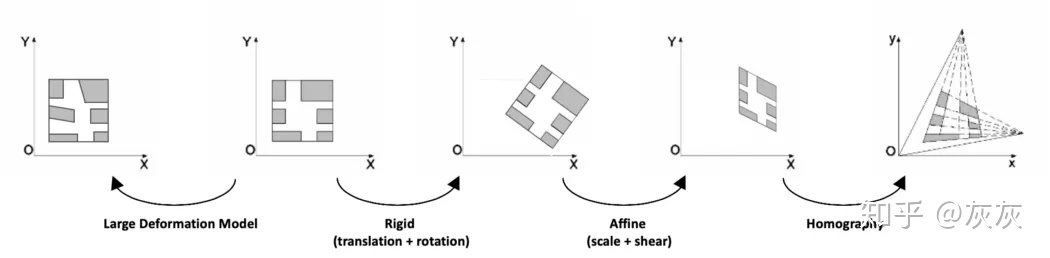 Y
Y
Y
Y
y
O
X
O
X
O
X
O
X
O
x
Large Deformation Model
Rigid
(translation + rotation)
Affine
(scale + shear)
Homography
知乎 @灰灰